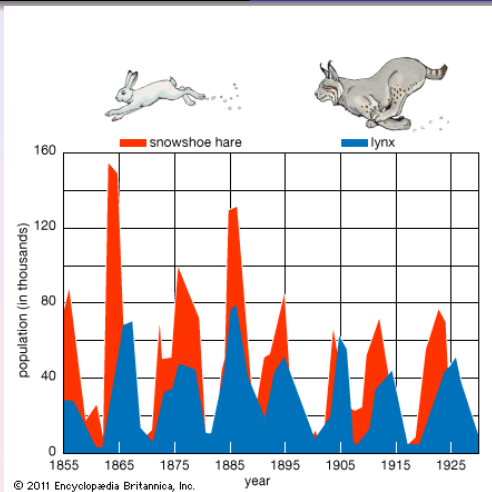 snowshoe hare
lynx
160
120
80
40
0
population (in thousands)
1855 1865 1875 1885 1895 1905 1915 1925
year
© 2011 Encyclopædia Britannica, Inc.